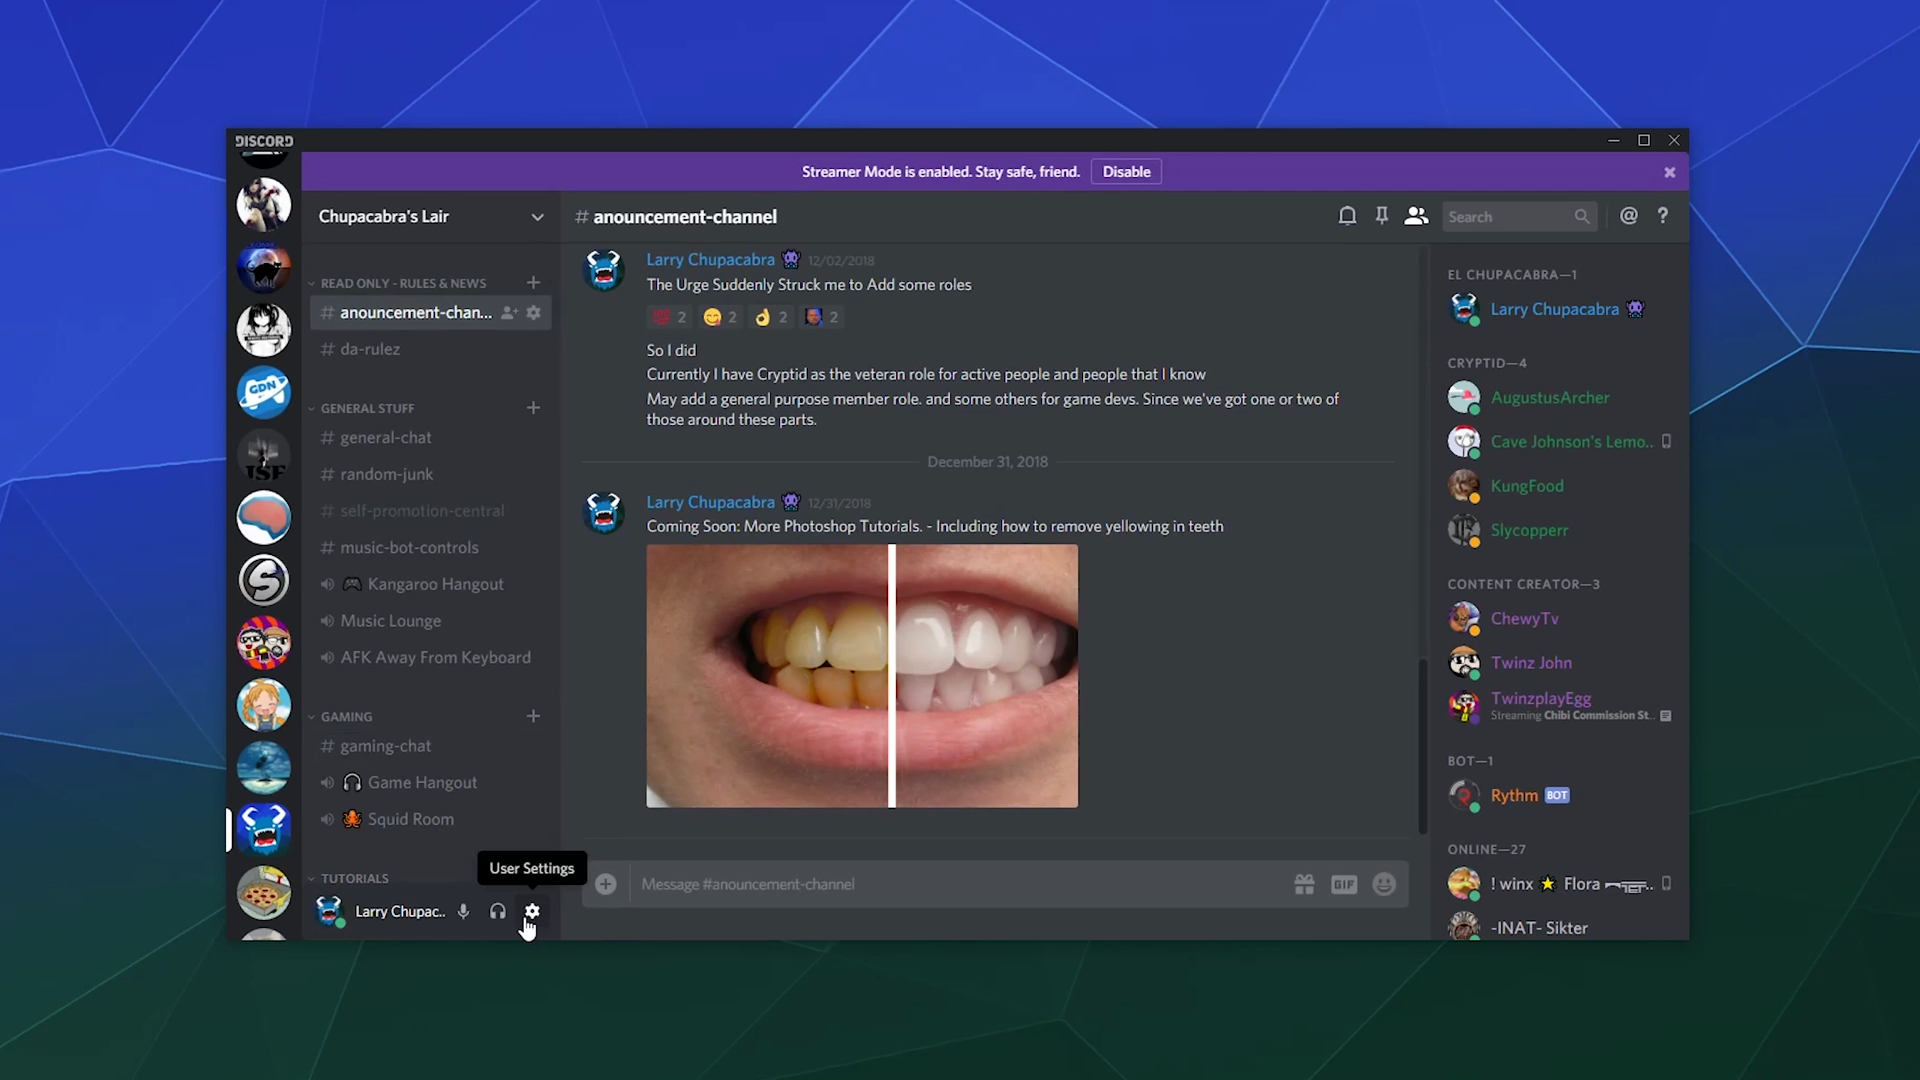 DISCORD
Streamer Mode is enabled. Stay safe, friend.
Disable
Chupacabra's Lair
# anouncement-channel
Search
READ ONLY - RULES & NEWS
# anouncement-chan...
# da-rulez
GENERAL STUFF
# general-chat
# random-junk
# self-promotion-central
# music-bot-controls
Kangaroo Hangout
Music Lounge
AFK Away From Keyboard
GAMING
# gaming-chat
Game Hangout
Squid Room
TUTORIALS
User Settings
Larry Chupac..
GDN
Larry Chupacabra 12/02/2018
The Urge Suddenly Struck me to Add some roles
2 2 2 2
So I did
Currently I have Cryptid as the veteran role for active people and people that I know
May add a general purpose member role. and some others for game devs. Since we've got one or two of
those around these parts.
December 31, 2018
Larry Chupacabra 12/31/2018
Coming Soon: More Photoshop Tutorials. - Including how to remove yellowing in teeth
Message #anouncement-channel
GIF
EL CHUPACABRA—1
Larry Chupacabra
CRYPTID—4
AugustusArcher
Cave Johnson's Lemo..
KungFood
Slycopperr
CONTENT CREATOR—3
ChewyTv
Twinz John
TwinzplayEgg
Streaming Chibi Commission St..
BOT—1
Rythm BOT
ONLINE—27
! winx ⭐ Flora
-INAT- Sikter